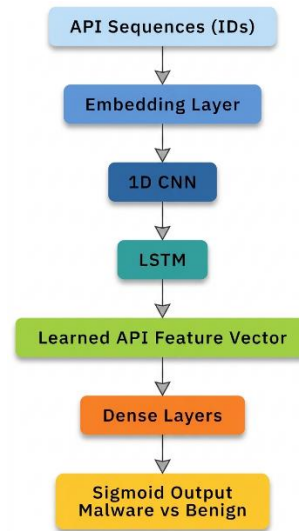 API Sequences (IDs)
Embedding Layer
1D CNN
LSTM
Learned API Feature Vector
Dense Layers
Sigmoid Output
Malware vs Benign